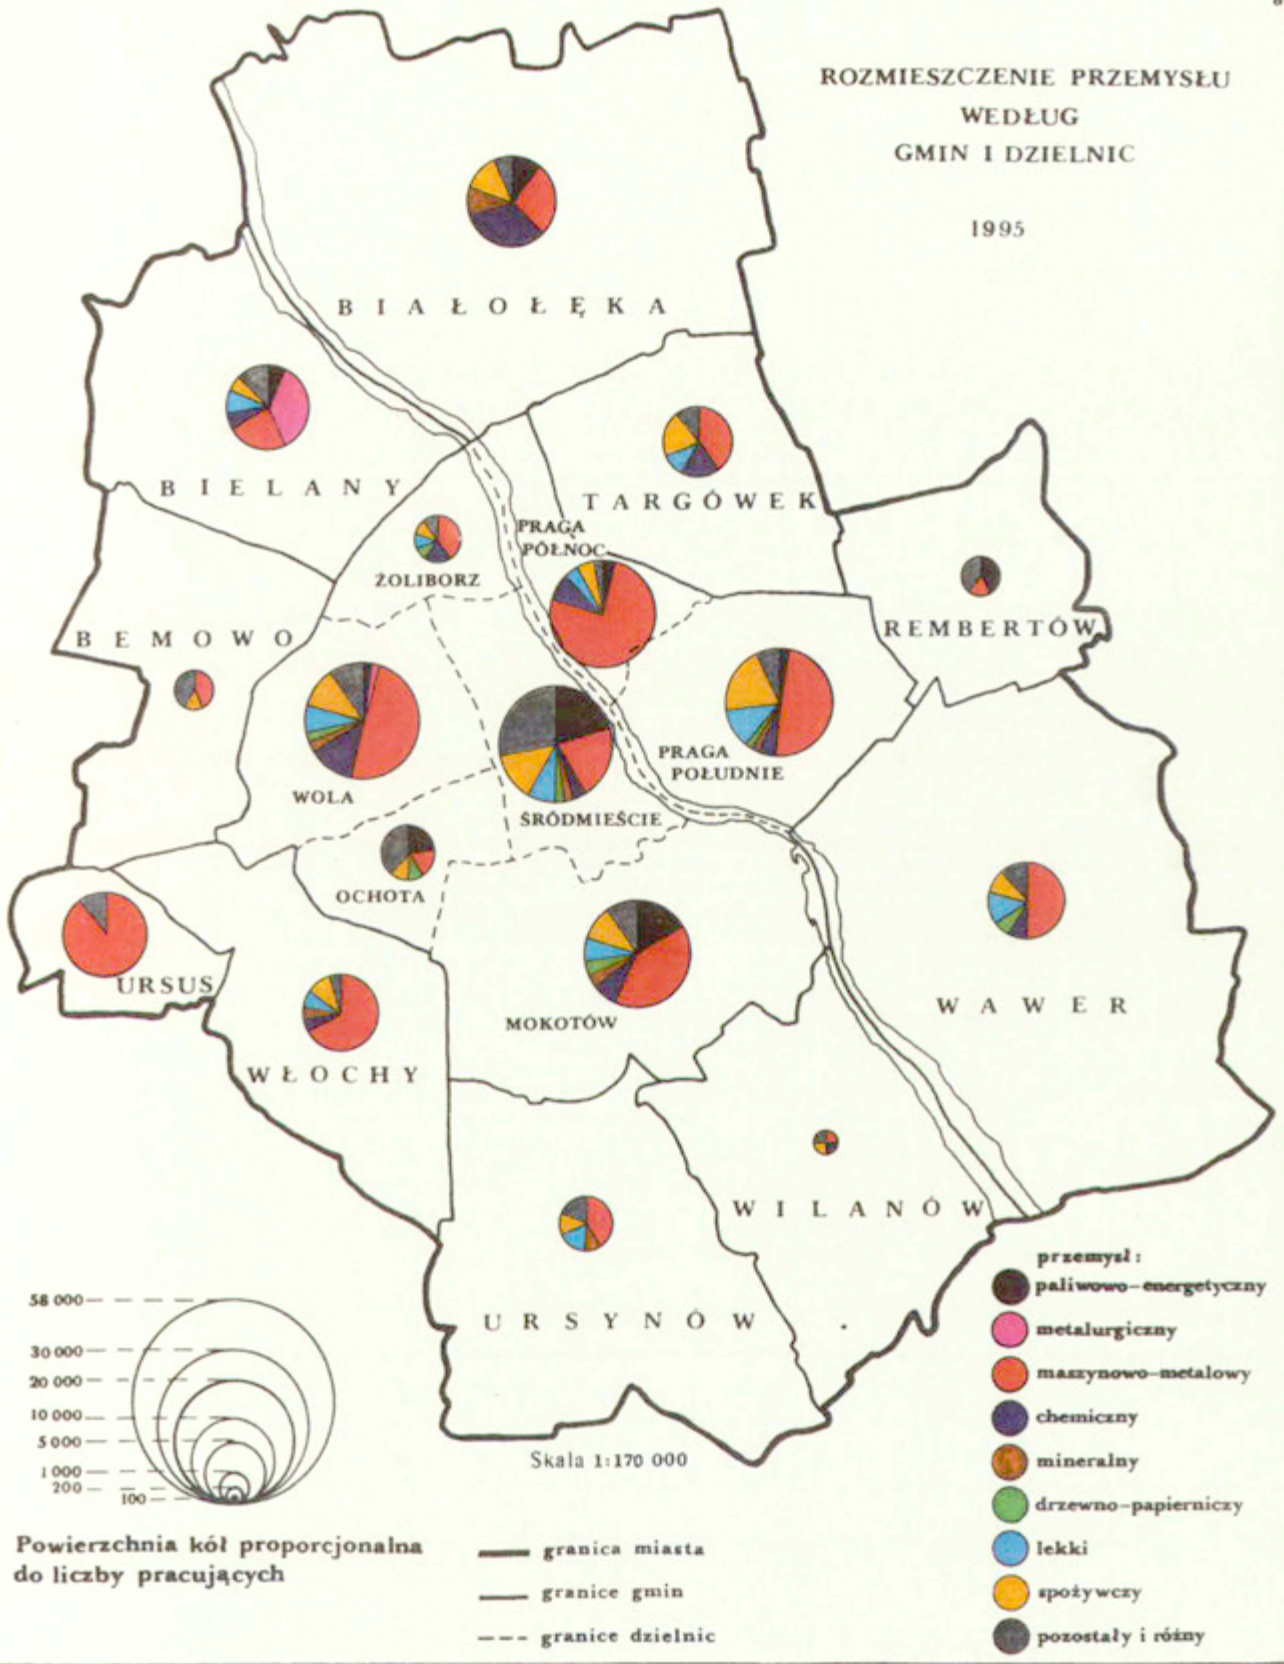 ROZMIESZCZENIE PRZEMYSŁU
WEDŁUG
GMIN I DZIELNIC
1995
BIAŁOŁĘKA
BIELANY
TARGÓWEK
PRAGA
PÓŁNOC
ŻOLIBORZ
REMBERTÓW
BEMOWO
PRAGA
POŁUDNIE
WOLA
ŚRÓDMIEŚCIE
OCHOTA
URSUS
WAWER
MOKOTÓW
WŁOCHY
WILANÓW
URSYNÓW
58 000
30 000
20 000
10 000
5 000
1 000
200
100
Powierzchnia kół proporcjonalna
do liczby pracujących
Skala 1:170 000
granica miasta
granice gmin
granice dzielnic
przemysł:
paliwowo-energetyczny
metalurgiczny
maszynowo-metalowy
chemiczny
mineralny
drzewno-papierniczy
lekki
spożywczy
pozostały i różny